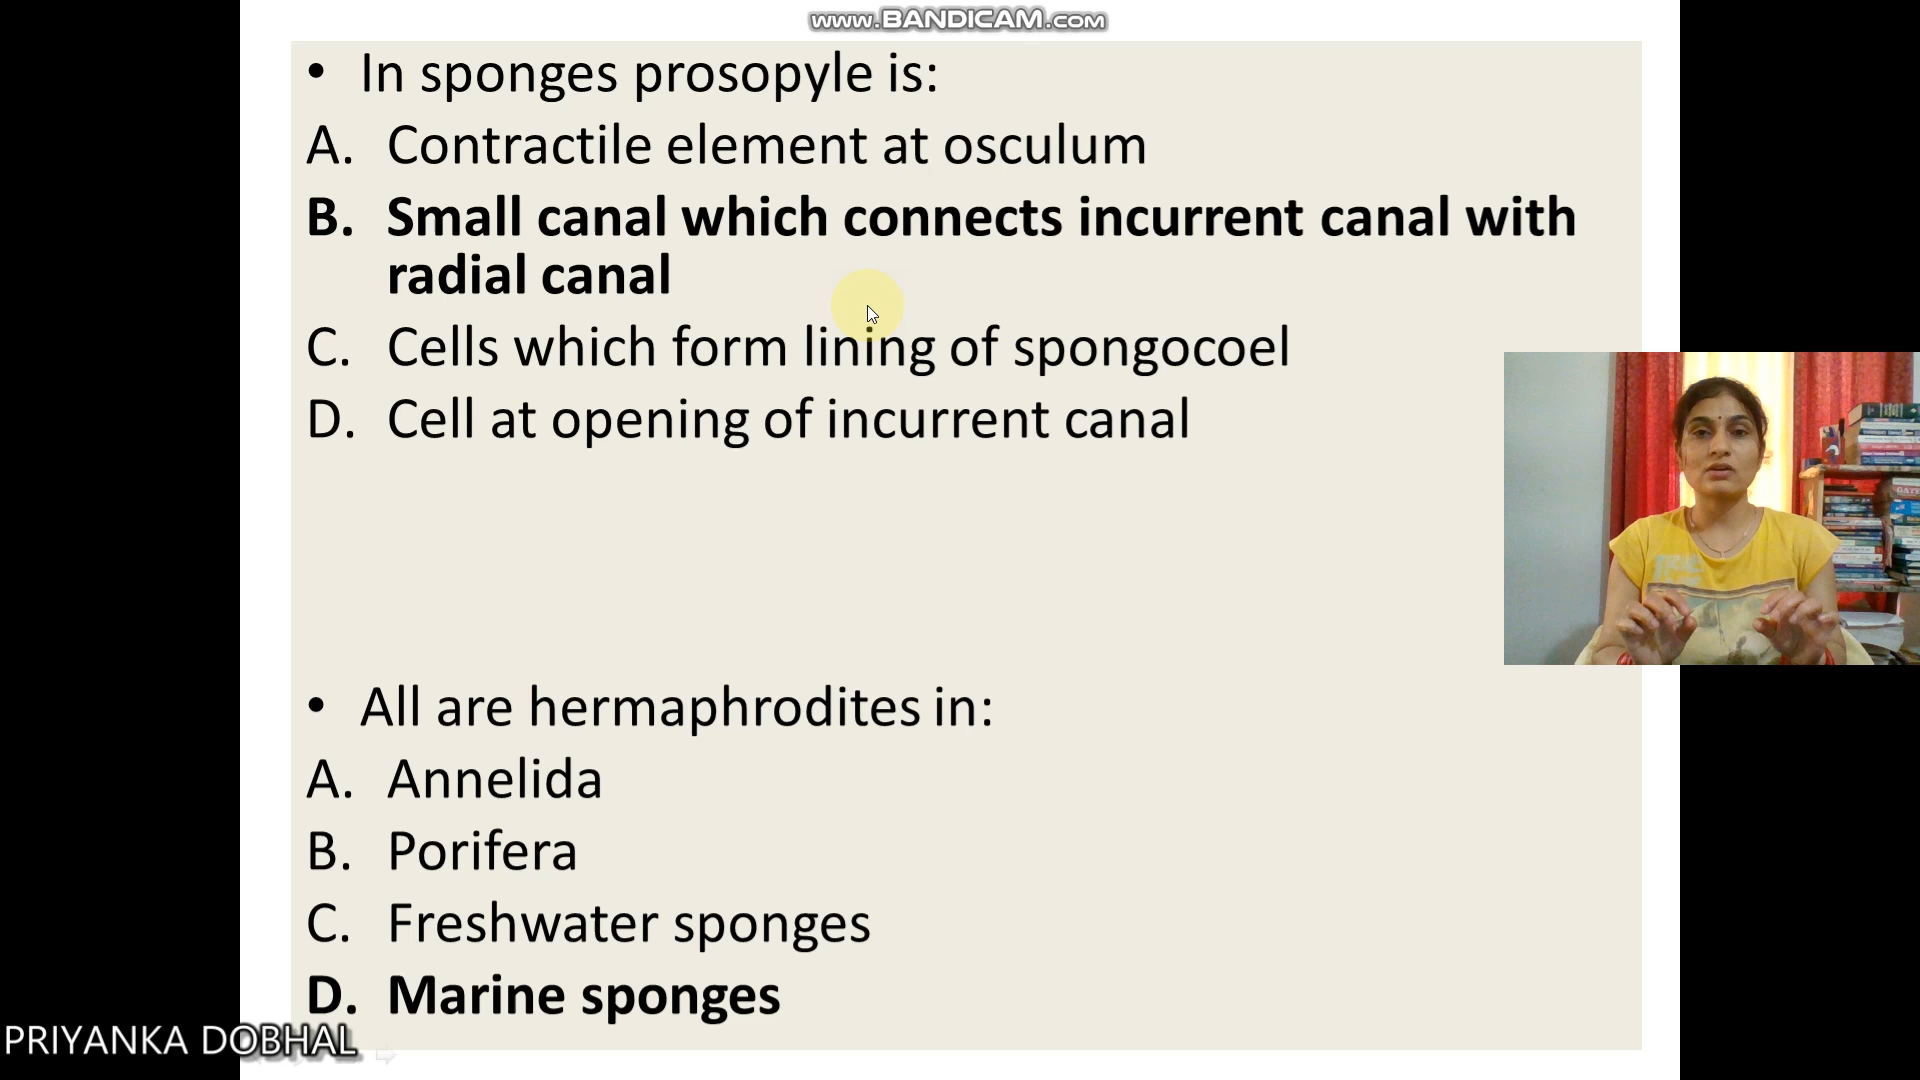 www.BANDICAM.com
• In sponges prosopyle is:
A. Contractile element at osculum
B. Small canal which connects incurrent canal with
radial canal
C. Cells which form lining of spongocoel
D. Cell at opening of incurrent canal
• All are hermaphrodites in:
A. Annelida
B. Porifera
C. Freshwater sponges
D. Marine sponges
PRIYANKA DOBHAL